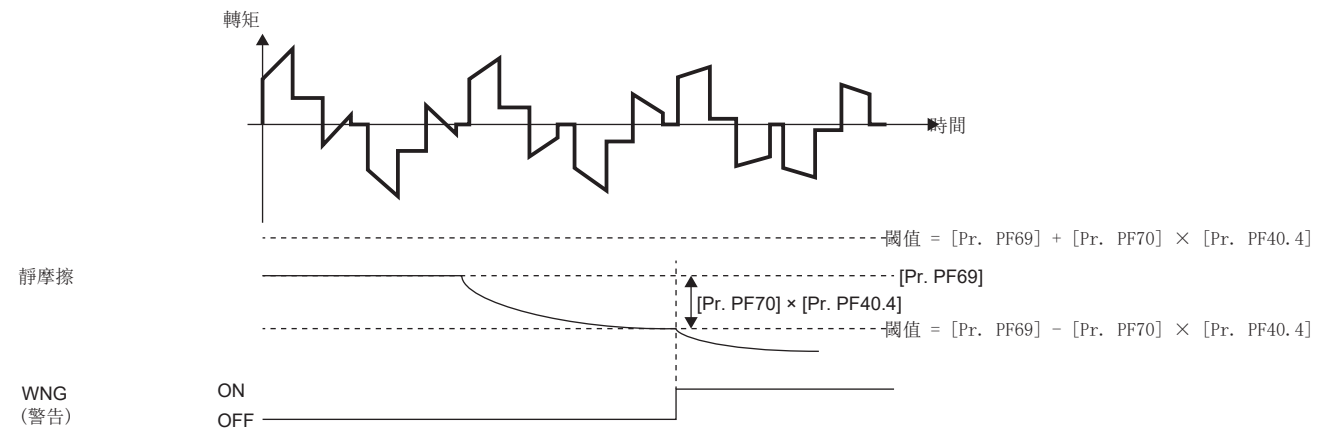 轉矩
時間
閾值 = [Pr. PF69] + [Pr. PF70] × [Pr. PF40.4]
靜摩擦
[Pr. PF69]
[Pr. PF70] × [Pr. PF40.4]
閾值 = [Pr. PF69] - [Pr. PF70] × [Pr. PF40.4]
WNG
(警告)
ON
OFF